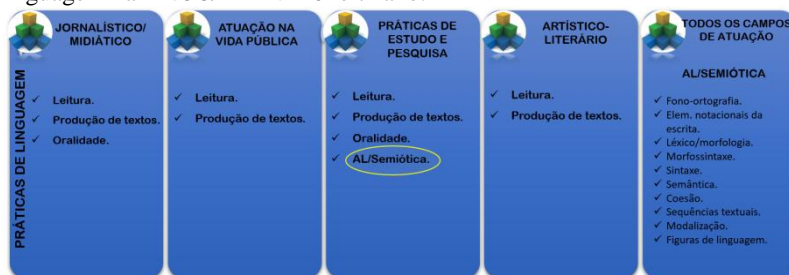 JORNALÍSTICO/
MIDIÁTICO
Leitura.
Produção de textos.
Oralidade.
PRÁTICAS DE LINGUAGEM
ATUAÇÃO NA
VIDA PÚBLICA
Leitura.
Produção de textos.
PRÁTICAS DE
ESTUDO E
PESQUISA
Leitura.
Produção de textos.
Oralidade.
AL/Semiótica.
ARTÍSTICO-
LITERÁRIO
Leitura.
Produção de textos.
TODOS OS CAMPOS
DE ATUAÇÃO
AL/SEMIÓTICA
Fono-ortografia.
Elem. notacionais da
escrita.
Léxico/morfologia.
Morfossintaxe.
Sintaxe.
Semântica.
Coesão.
Sequências textuais.
Modalização.
Figuras de linguagem.